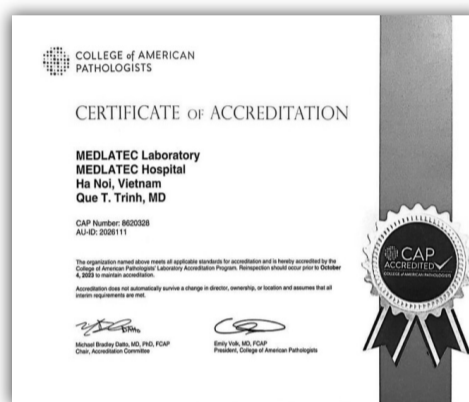 COLLEGE of AMERICAN
PATHOLOGISTS
CERTIFICATE OF ACCREDITATION
MEDLATEC Laboratory
MEDLATEC Hospital
Ha Noi, Vietnam
Que T. Trinh, MD
CAP Number: 8620328
AU-ID: 2026111
The organization named above meets all applicable standards for accreditation and is hereby accredited by the
College of American Pathologists' Laboratory Accreditation Program. Reinspection should occur prior to October
4, 2023 to maintain accreditation.
Accreditation does not automatically survive a change in director, ownership, or location and assumes that all
interim requirements are met.
Michael Bradley Datto, MD, PhD, FCAP
Chair, Accreditation Committee
Emily Volk, MD, FCAP
President, College of American Pathologists
CAP
ACCREDITED
COLLEGE of AMERICAN PATHOLOGISTS